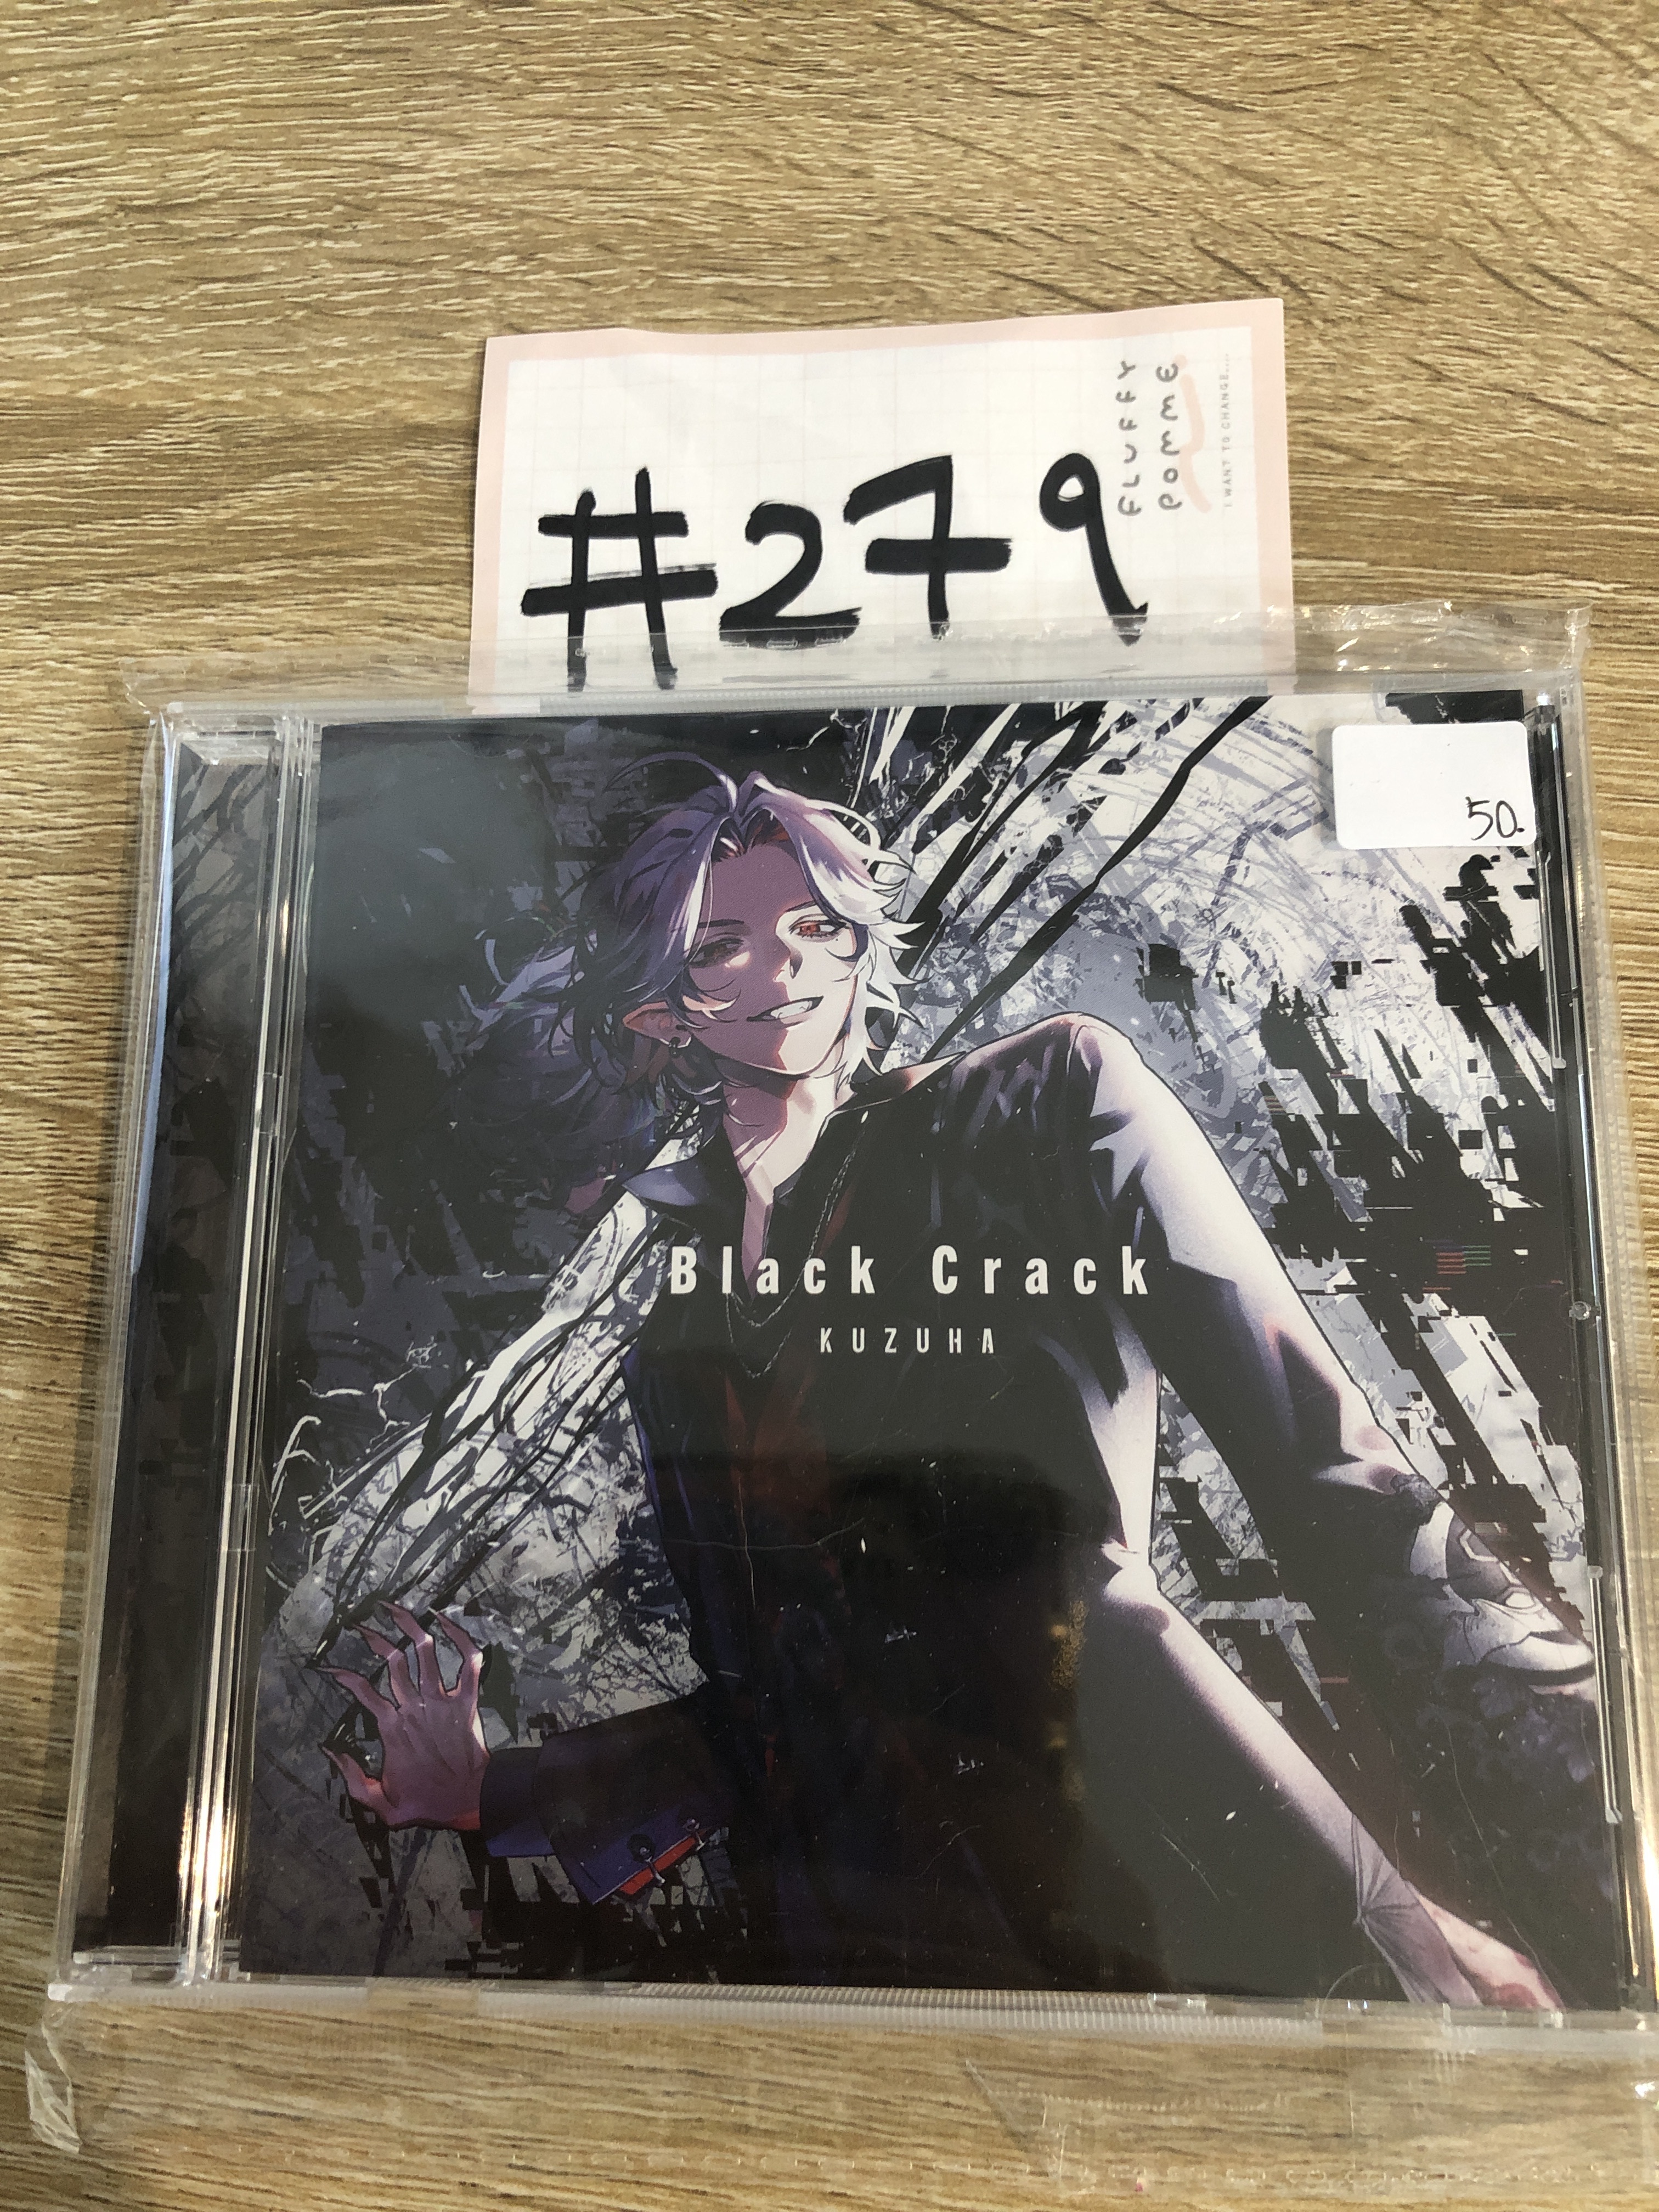 FLUFFY
POMME
I WANT TO CHANGE...
#279
50.
Black Crack
KUZUHA